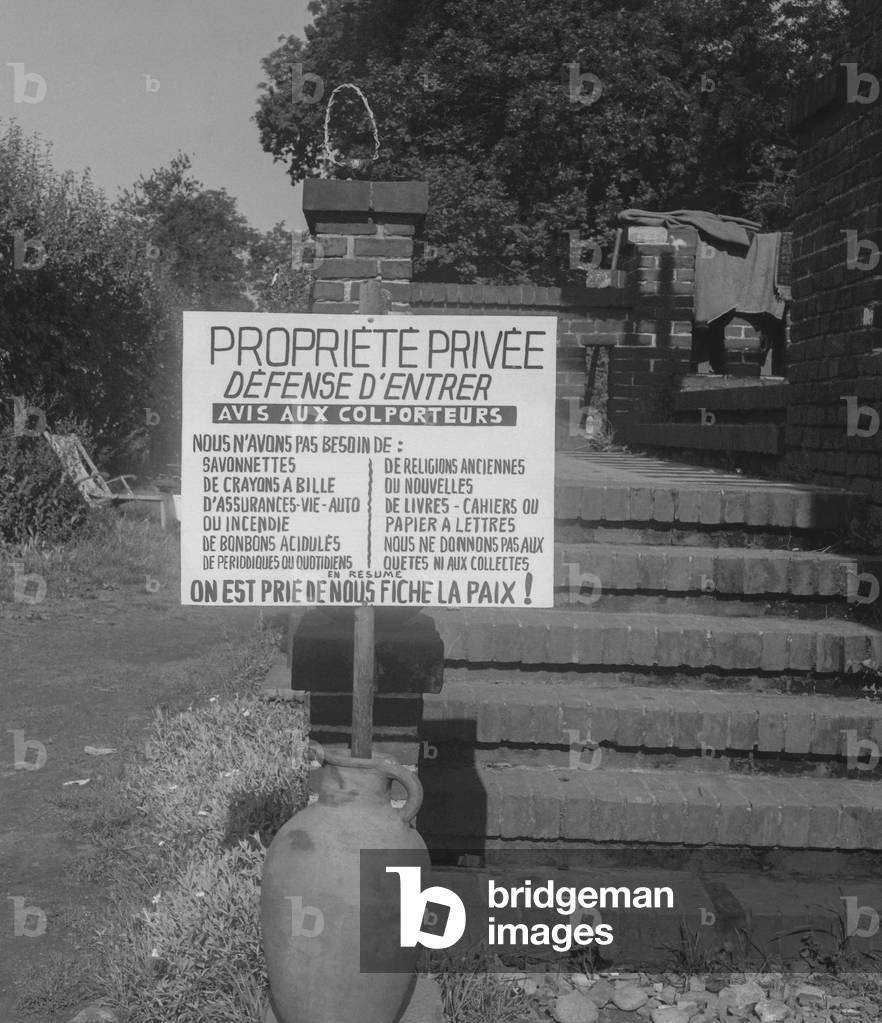 PROPRIÉTÉ PRIVÉE
DÉFENSE D'ENTRER
AVIS AUX COLPORTEURS
NOUS N'AVONS PAS BESOIN DE :
SAVONNETTES
DE CRAYONS A BILLE
D'ASSURANCES-VIE-AUTO
OU INCENDIE
DE BONBONS ACIDULÉS
DE PERIODIQUES OU QUOTIDIENS
DE RELIGIONS ANCIENNES
OU NOUVELLES
DE LIVRES - CAHIERS OU
PAPIER A LETTRES
NOUS NE DONNONS PAS AUX
QUETES NI AUX COLLECTES
EN RESUME
ON EST PRIÉ DE NOUS FICHE LA PAIX !
b bridgeman
images